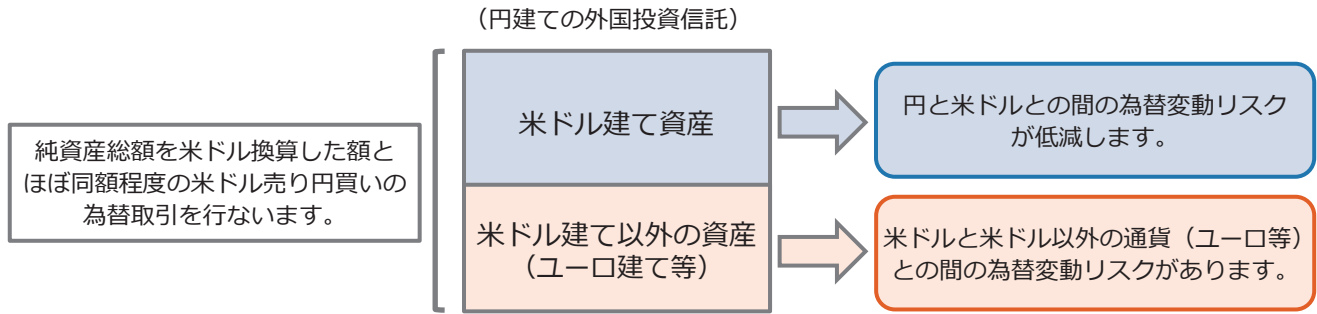 （円建ての外国投資信託）
純資産総額を米ドル換算した額と
ほぼ同額程度の米ドル売り円買いの
為替取引を行ないます。
米ドル建て資産
円と米ドルとの間の為替変動リスク
が低減します。
米ドル建て以外の資産
（ユーロ建て等）
米ドルと米ドル以外の通貨（ユーロ等）
との間の為替変動リスクがあります。